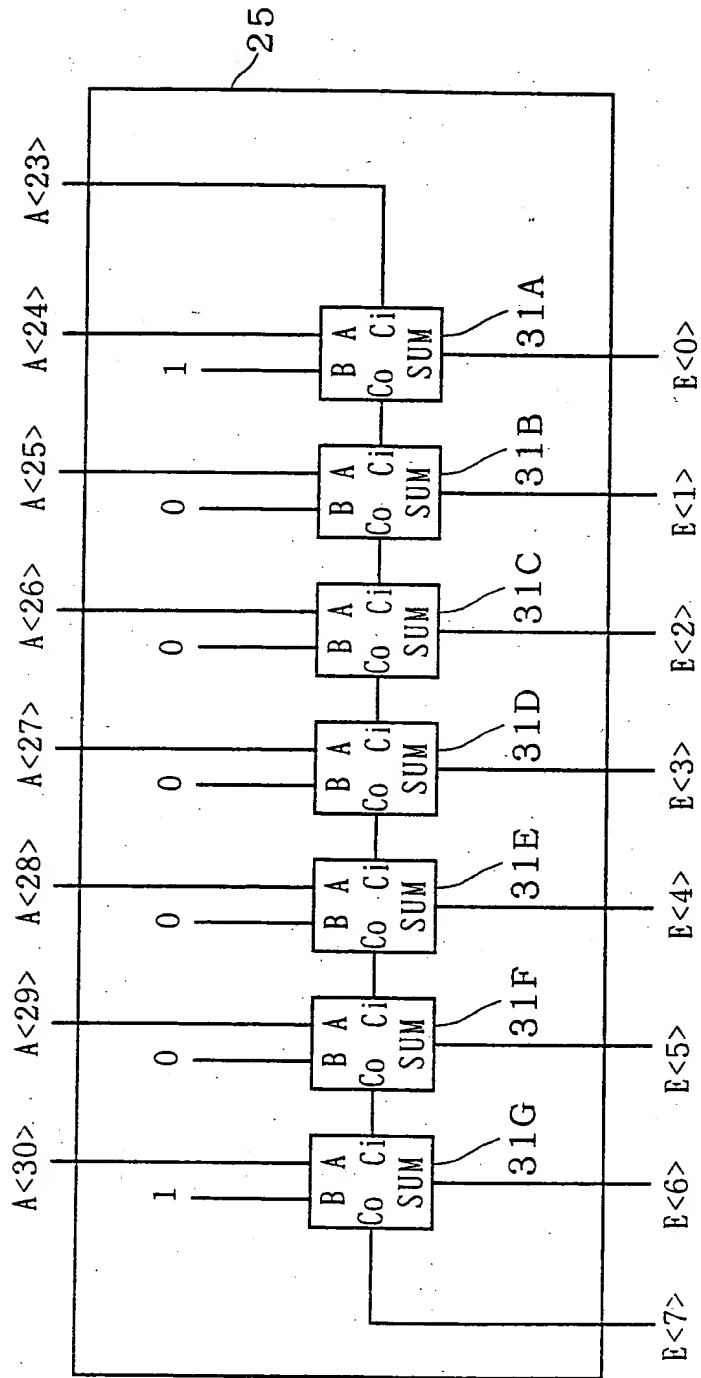 25
A<30> A<29> A<28> A<27> A<26> A<25> A<24> A<23>
1 0 0 0 0 0 1
B A B A B A B A B A B A B A
Co Ci Co Ci Co Ci Co Ci Co Ci Co Ci Co Ci
SUM SUM SUM SUM SUM SUM SUM
31G 31F 31E 31D 31C 31B 31A
E<7> E<6> E<5> E<4> E<3> E<2> E<1> E<0>